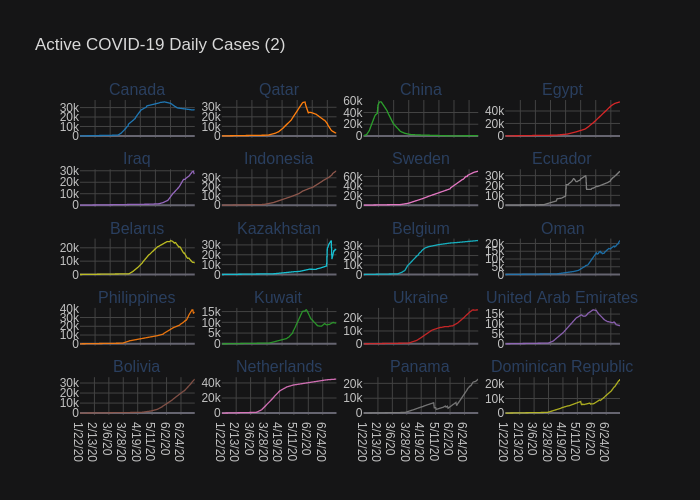 Active COVID-19 Daily Cases (2)
Canada Qatar China Egypt
30k 20k 10k 0 30k 20k 10k 0 60k 40k 20k 0 40k 20k 0
Iraq Indonesia Sweden Ecuador
30k 20k 10k 0 30k 20k 10k 0 60k 40k 20k 0 30k 20k 10k 0
Belarus Kazakhstan Belgium Oman
20k 10k 0 30k 20k 10k 0 30k 20k 10k 0 20k 15k 10k 5k 0
Philippines Kuwait Ukraine United Arab Emirates
40k 30k 20k 10k 0 15k 10k 5k 0 20k 10k 0 15k 10k 5k 0
Bolivia Netherlands Panama Dominican Republic
30k 20k 10k 0 40k 20k 0 20k 10k 0 20k 10k 0
1/22/20 2/13/20 3/6/20 3/28/20 4/19/20 5/11/20 6/2/20 6/24/20 1/22/20 2/13/20 3/6/20 3/28/20 4/19/20 5/11/20 6/2/20 6/24/20 1/22/20 2/13/20 3/6/20 3/28/20 4/19/20 5/11/20 6/2/20 6/24/20 1/22/20 2/13/20 3/6/20 3/28/20 4/19/20 5/11/20 6/2/20 6/24/20